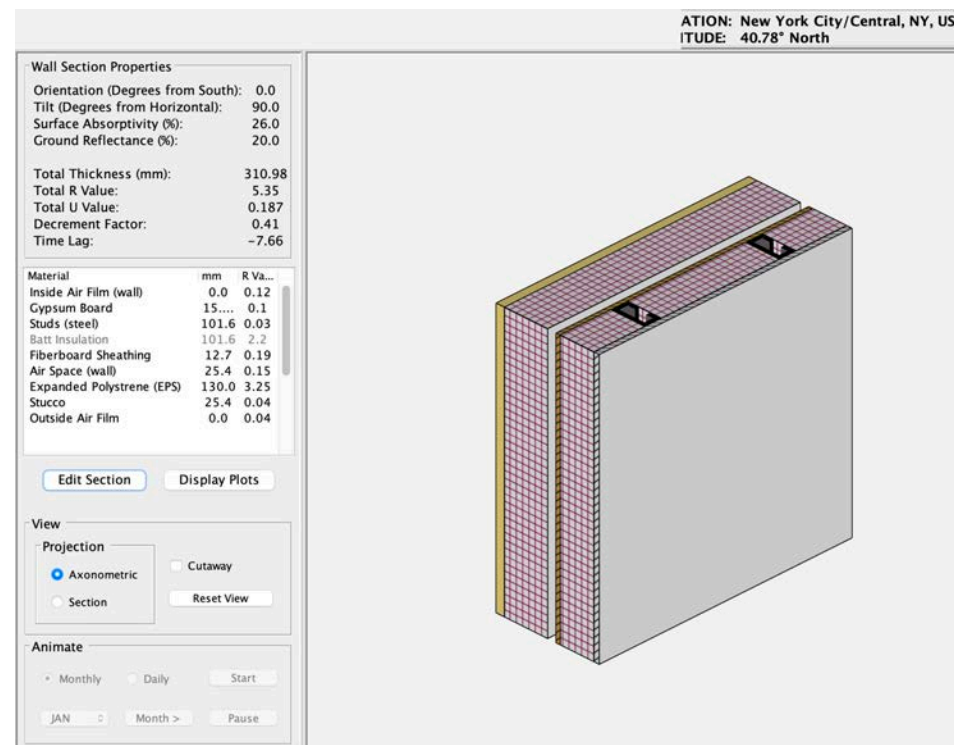 ATION: New York City/Central, NY, US
ITUDE: 40.78° North
Wall Section Properties
Orientation (Degrees from South): 0.0
Tilt (Degrees from Horizontal): 90.0
Surface Absorptivity (%): 26.0
Ground Reflectance (%): 20.0
Total Thickness (mm): 310.98
Total R Value: 5.35
Total U Value: 0.187
Decrement Factor: 0.41
Time Lag: -7.66
Material mm R Va...
Inside Air Film (wall) 0.0 0.12
Gypsum Board 15.... 0.1
Studs (steel) 101.6 0.03
Batt Insulation 101.6 2.2
Fiberboard Sheathing 12.7 0.19
Air Space (wall) 25.4 0.15
Expanded Polystrene (EPS) 130.0 3.25
Stucco 25.4 0.04
Outside Air Film 0.0 0.04
Edit Section Display Plots
View
Projection
Axonometric
Section
Cutaway
Reset View
Animate
Monthly Daily Start
JAN Month > Pause